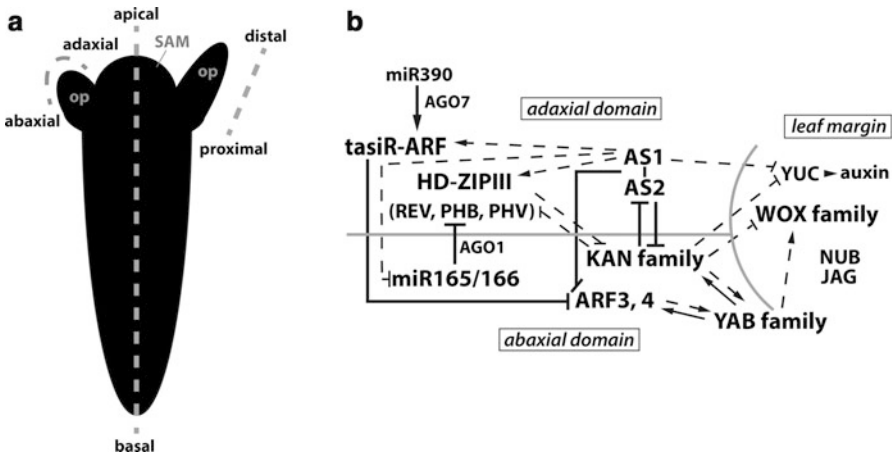 a
apical
SAM
adaxial
distal
op
op
abaxial
proximal
basal
b
miR390
AGO7
adaxial domain
leaf margin
tasiR-ARF
AS1
YUC
auxin
HD-ZIPIII
AS2
(REV, PHB, PHV)
WOX family
AGO1
KAN family
NUB
JAG
miR165/166
ARF3, 4
YAB family
abaxial domain